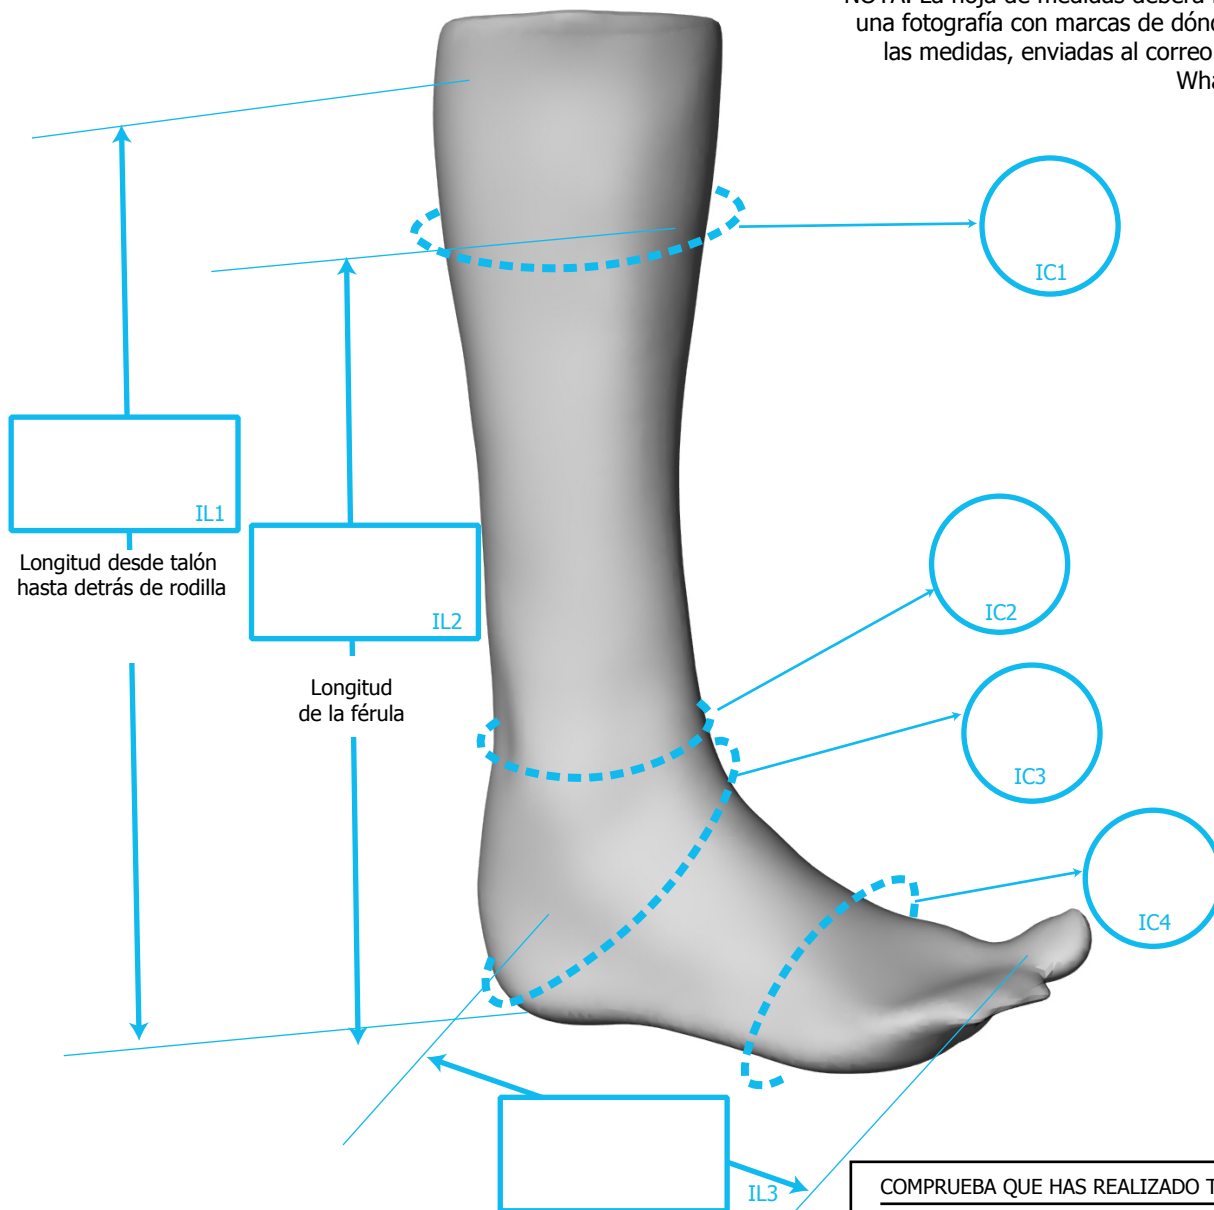 una fotografía con marcas de dónd
las medidas, enviadas al correo
IC1
IL1
Longitud desde talón
hasta detrás de rodilla
IL2
Longitud
de la férula
IC2
IC3
IC4
IL3
COMPRUEBA QUE HAS REALIZADO T